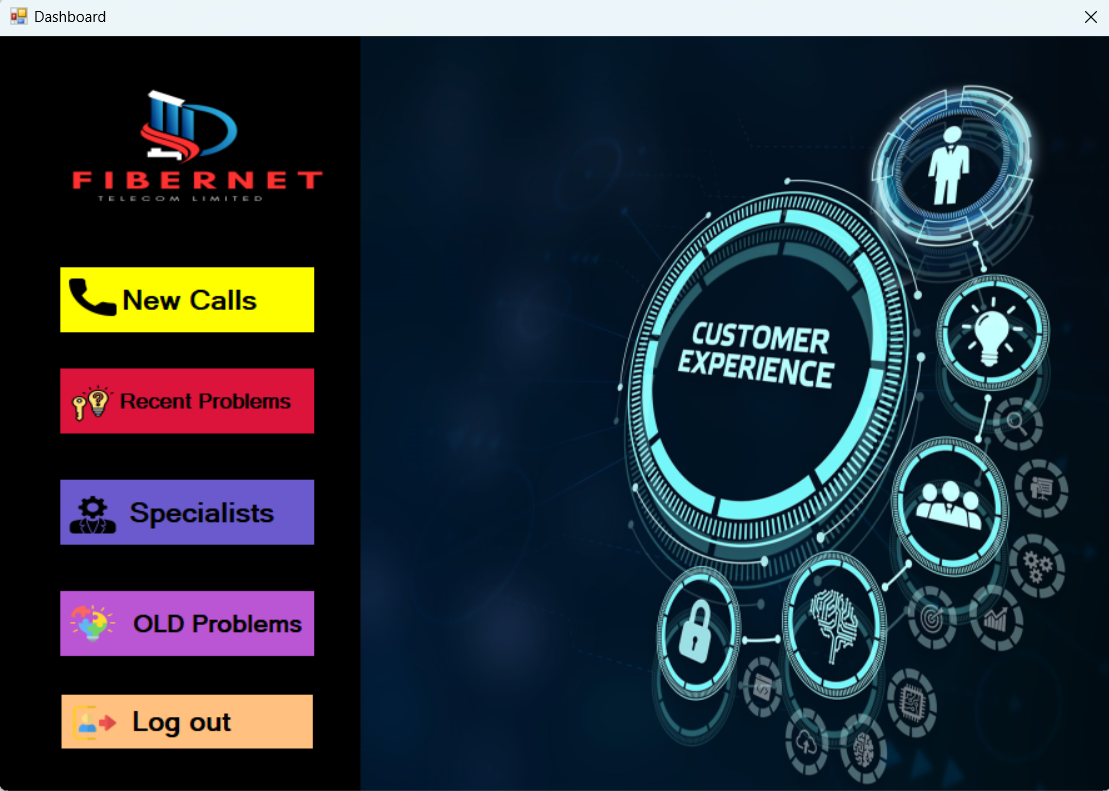 Dashboard
FIBERNET
TELECOM LIMITED
New Calls
Recent Problems
Specialists
OLD Problems
Log out
CUSTOMER
EXPERIENCE